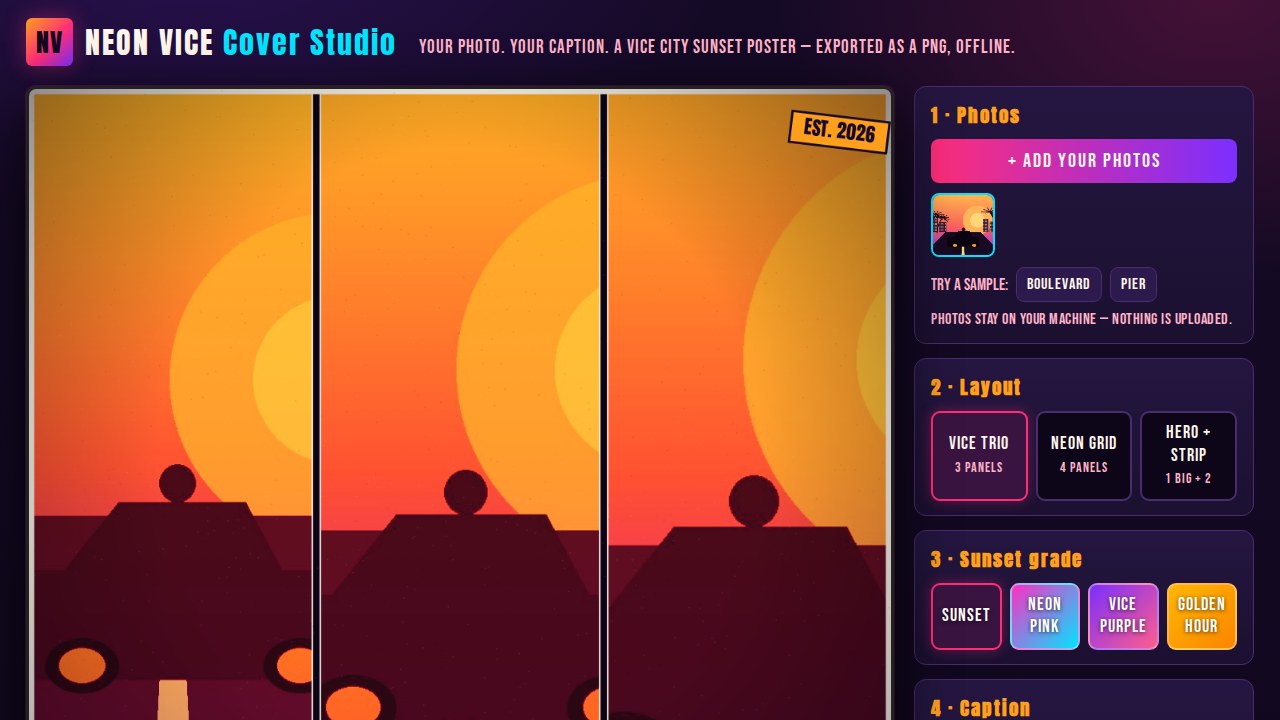 NV
NEON VICE Cover Studio
YOUR PHOTO. YOUR CAPTION. A VICE CITY SUNSET POSTER — EXPORTED AS A PNG, OFFLINE.
EST. 2026
1 · Photos
+ ADD YOUR PHOTOS
TRY A SAMPLE:
BOULEVARD
PIER
PHOTOS STAY ON YOUR MACHINE — NOTHING IS UPLOADED.
2 · Layout
VICE TRIO
3 PANELS
NEON GRID
4 PANELS
HERO +
STRIP
1 BIG + 2
3 · Sunset grade
SUNSET
NEON
PINK
VICE
PURPLE
GOLDEN
HOUR
4 · Caption